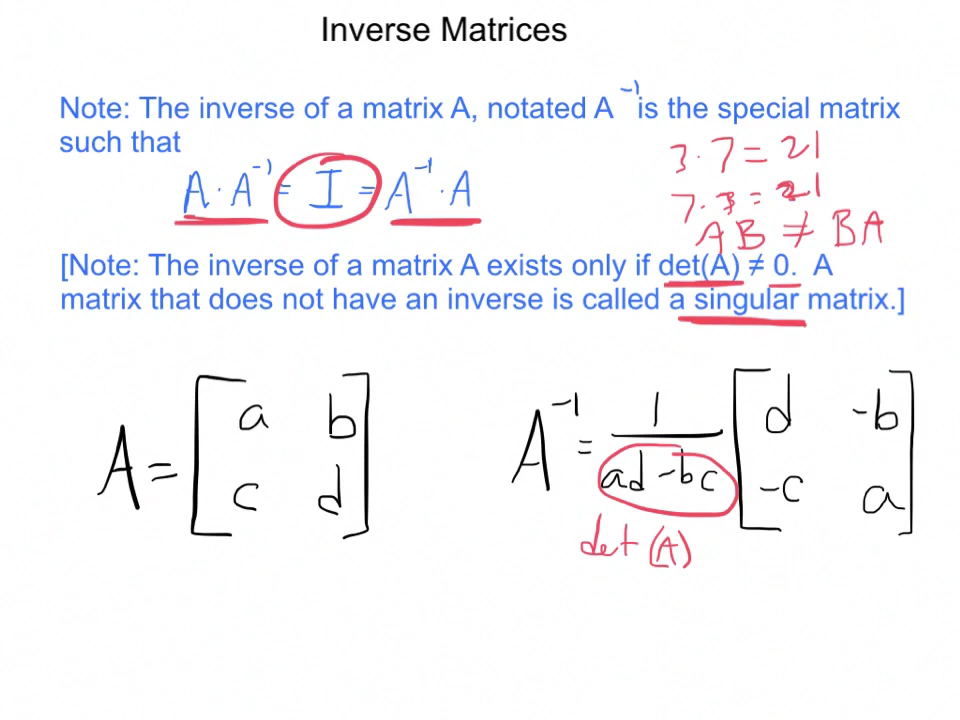 Inverse Matrices
Note: The inverse of a matrix A, notated A⁻¹ is the special matrix
such that
A · A⁻¹ = I = A⁻¹ · A
3 · 7 = 21
7 · 3 = 21
AB ≠ BA
[Note: The inverse of a matrix A exists only if det(A) ≠ 0. A
matrix that does not have an inverse is called a singular matrix.]
A = [a b
c d]
A⁻¹ = 1/(ad - bc) [d -b
-c a]
det (A)